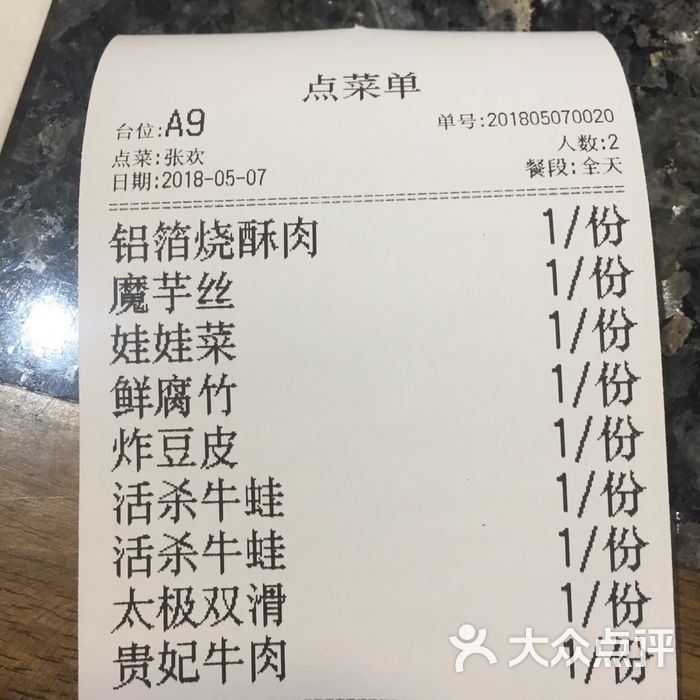 点菜单
台位:A9 单号:201805070020
点菜:张欢 人数:2
日期:2018-05-07 餐段:全天
铝箔烧酥肉 1/份
魔芋丝 1/份
娃娃菜 1/份
鲜腐竹 1/份
炸豆皮 1/份
活杀牛蛙 1/份
活杀牛蛙 1/份
太极双滑 1/份
贵妃牛肉 1/份
大众点评